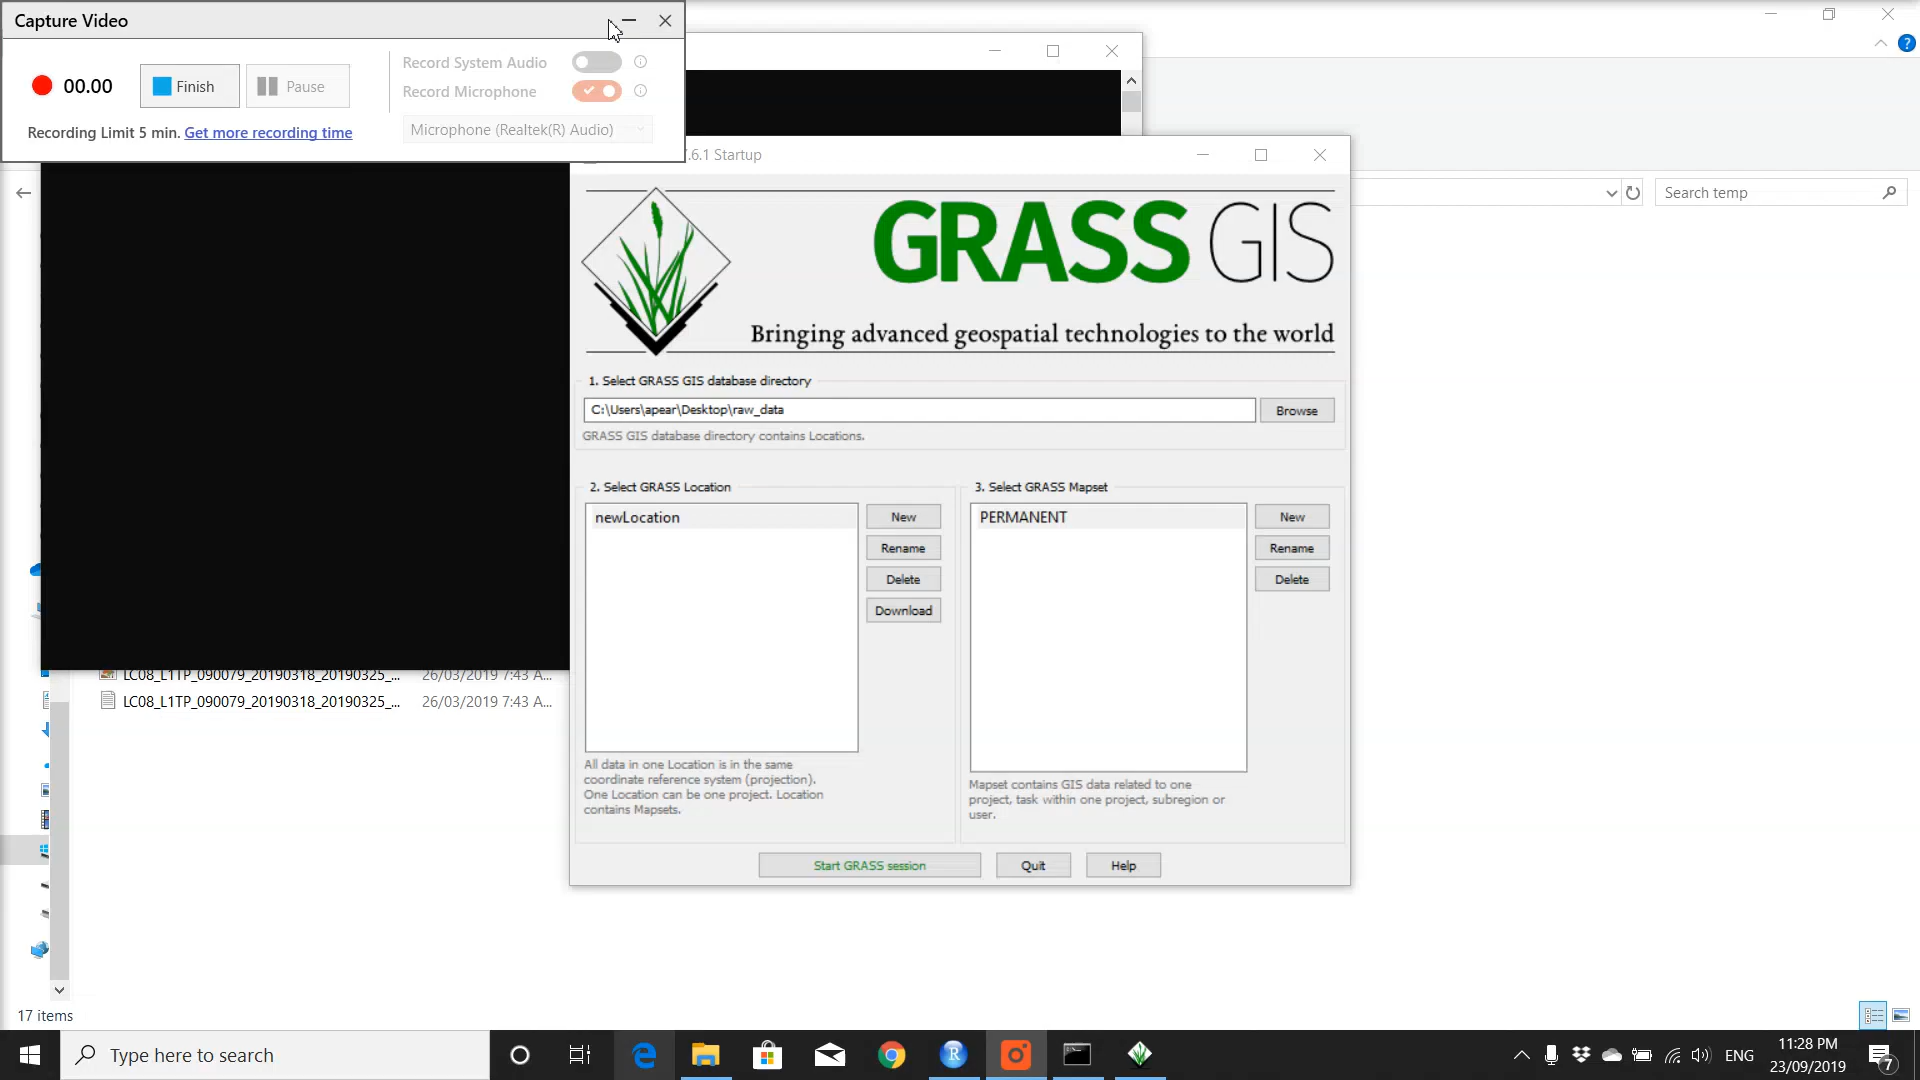 Capture Video
00.00
Finish
Pause
Record System Audio
Record Microphone
Microphone (Realtek(R) Audio)
Recording Limit 5 min. Get more recording time
7.6.1 Startup
Search temp
GRASS GIS
Bringing advanced geospatial technologies to the world
1. Select GRASS GIS database directory
C:\Users\apear\Desktop\raw_data
Browse
GRASS GIS database directory contains Locations.
2. Select GRASS Location
newLocation
New
Rename
Delete
Download
All data in one Location is in the same
coordinate reference system (projection).
One Location can be one project. Location
contains Mapsets.
3. Select GRASS Mapset
PERMANENT
New
Rename
Delete
Mapset contains GIS data related to one
project, task within one project, subregion or
user.
Start GRASS session
Quit
Help
LC08_L1TP_090079_20190318_20190325_... 26/03/2019 7:43 A...
LC08_L1TP_090079_20190318_20190325_... 26/03/2019 7:43 A...
17 items
Type here to search
ENG
11:28 PM
23/09/2019
7